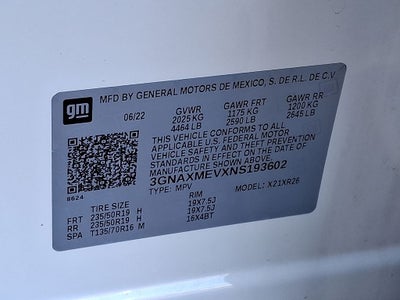 gm
MFD BY GENERAL MOTORS DE MEXICO, S. DE R.L. DE C.V.
06/22 GVWR GAWR FRT GAWR RR
2025 KG 1175 KG 1200 KG
4464 LB 2590 LB 2645 LB
THIS VEHICLE CONFORMS TO ALL
APPLICABLE U.S. FEDERAL MOTOR
VEHICLE SAFETY, BUMPER, AND THEFT
PREVENTION STANDARDS IN EFFECT ON THE DATE OF
MANUFACTURE SHOWN ABOVE.
3GNAXMEVXNS193602
TYPE: MPV X21XR26
8624
TIRE SIZE RIM
FRT 235/50R19 H 19X7.5J
RR 235/50R19 H 19X7.5J
SPA T135/70R16 M 16X4BT